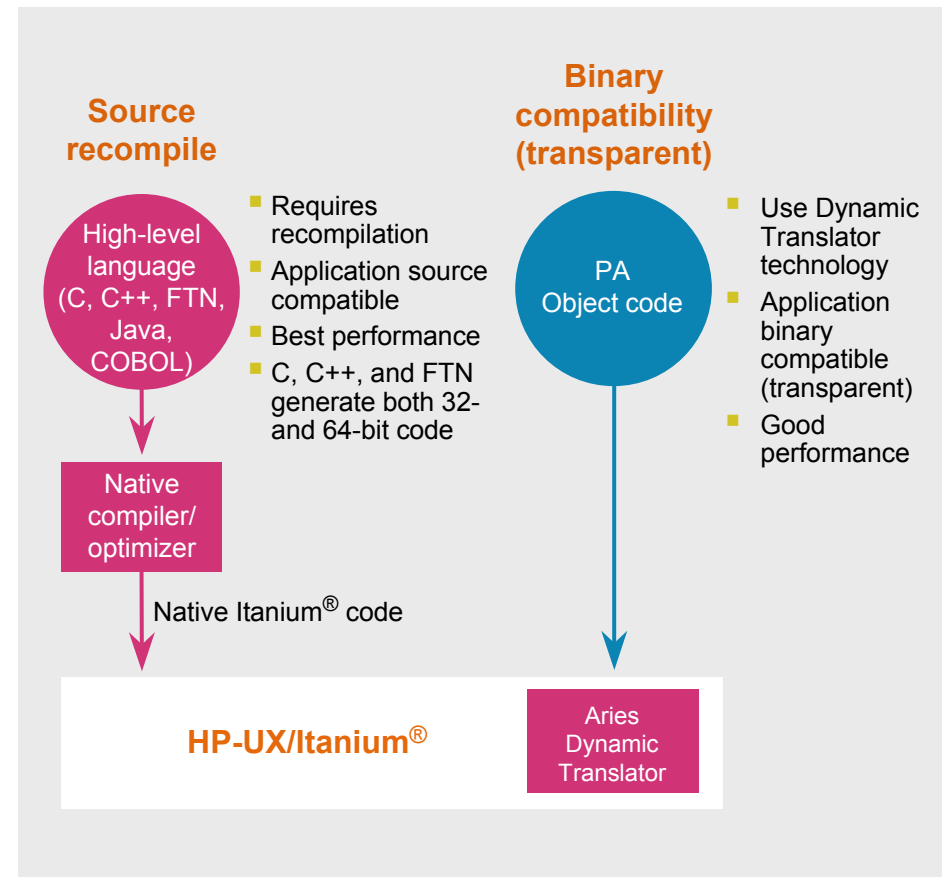 Source
recompile
High-level
language
(C, C++, FTN,
Java,
COBOL)
Requires
recompilation
Application source
compatible
Best performance
C, C++, and FTN
generate both 32-
and 64-bit code
Native
compiler/
optimizer
Native Itanium® code
Binary
compatibility
(transparent)
PA
Object code
Use Dynamic
Translator
technology
Application
binary
compatible
(transparent)
Good
performance
HP-UX/Itanium®
Aries
Dynamic
Translator